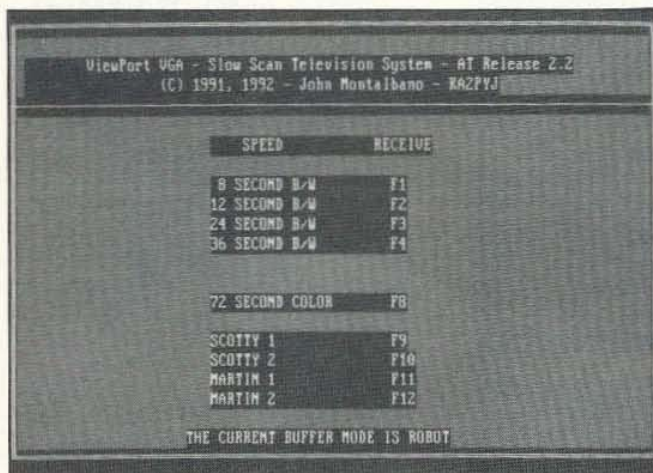 ViewPort VGA - Slow Scan Television System - AT Release 2.2
(C) 1991, 1992 - John Montalbano - KA2PYJ
SPEED RECEIVE
8 SECOND B/W F1
12 SECOND B/W F2
24 SECOND B/W F3
36 SECOND B/W F4
72 SECOND COLOR F8
SCOTTY 1 F9
SCOTTY 2 F10
MARTIN 1 F11
MARTIN 2 F12
THE CURRENT BUFFER MODE IS ROBOT